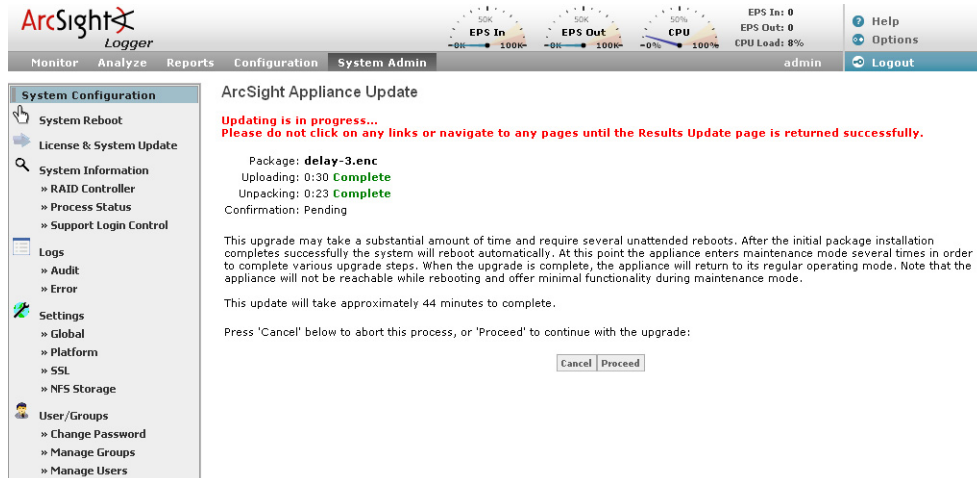 ArcSight
Logger
50K
EPS In
0K 100K
50K
EPS Out
0K 100K
50%
CPU
0% 100%
EPS In: 0
EPS Out: 0
CPU Load: 8%
Help
Options
Monitor Analyze Reports Configuration System Admin admin Logout
System Configuration
System Reboot
License & System Update
System Information
» RAID Controller
» Process Status
» Support Login Control
Logs
» Audit
» Error
Settings
» Global
» Platform
» SSL
» NFS Storage
User/Groups
» Change Password
» Manage Groups
» Manage Users
ArcSight Appliance Update
Updating is in progress...
Please do not click on any links or navigate to any pages until the Results Update page is returned successfully.
Package: delay-3.enc
Uploading: 0:30 Complete
Unpacking: 0:23 Complete
Confirmation: Pending
This upgrade may take a substantial amount of time and require several unattended reboots. After the initial package installation
completes successfully the system will reboot automatically. At this point the appliance enters maintenance mode several times in order
to complete various upgrade steps. When the upgrade is complete, the appliance will return to its regular operating mode. Note that the
appliance will not be reachable while rebooting and offer minimal functionality during maintenance mode.
This update will take approximately 44 minutes to complete.
Press 'Cancel' below to abort this process, or 'Proceed' to continue with the upgrade:
Cancel Proceed